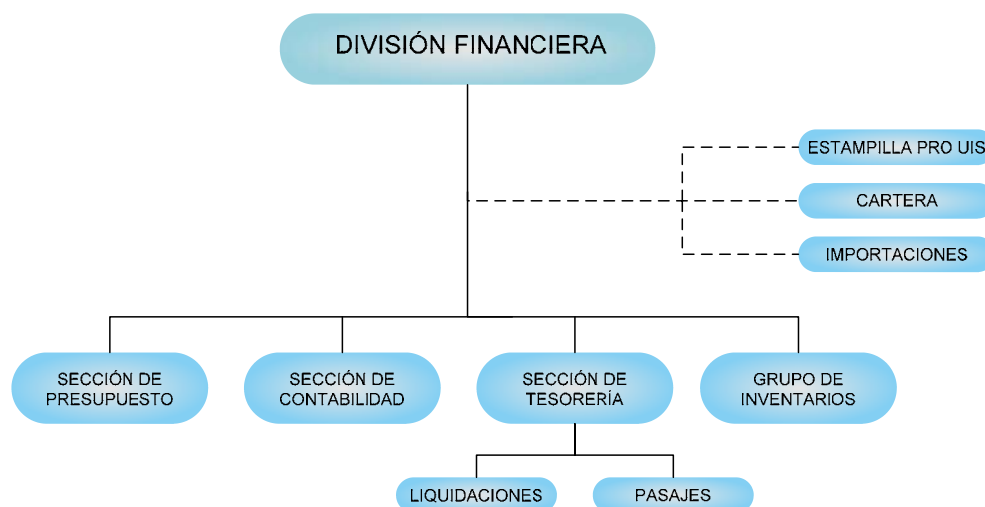 DIVISIÓN FINANCIERA
ESTAMPILLA PRO UIS
CARTERA
IMPORTACIONES
SECCIÓN DE
PRESUPUESTO
SECCIÓN DE
CONTABILIDAD
SECCIÓN DE
TESORERÍA
GRUPO DE
INVENTARIOS
LIQUIDACIONES
PASAJES